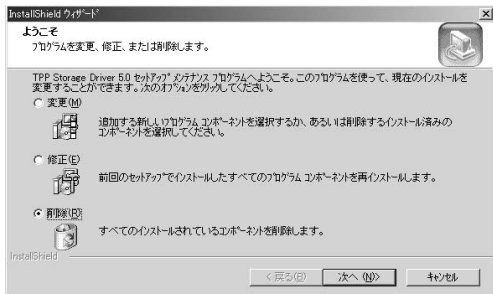 InstallShield ウィザード
ようこそ
プログラムを変更、修正、または削除します。
TPP Storage Driver 5.0 セットアップ メンテナンス プログラムへようこそ。このプログラムを使って、現在のインストールを
変更することができます。次のオプションをクリックしてください。
変更(M)
追加する新しいプログラム コンポーネントを選択するか、あるいは削除するインストール済みの
コンポーネントを選択してください。
修正(E)
前回のセットアップでインストールしたすべてのプログラム コンポーネントを再インストールします。
削除(R)
すべてのインストールされているコンポーネントを削除します。
InstallShield
< 戻る(B)
次へ (N)>
キャンセル